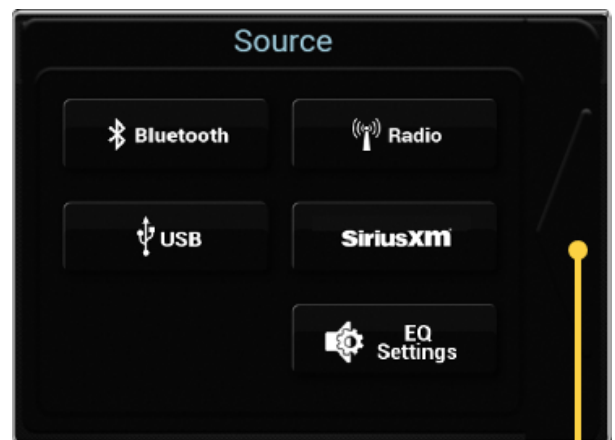 Source
Bluetooth
Radio
USB
SiriusXM
EQ
Settings